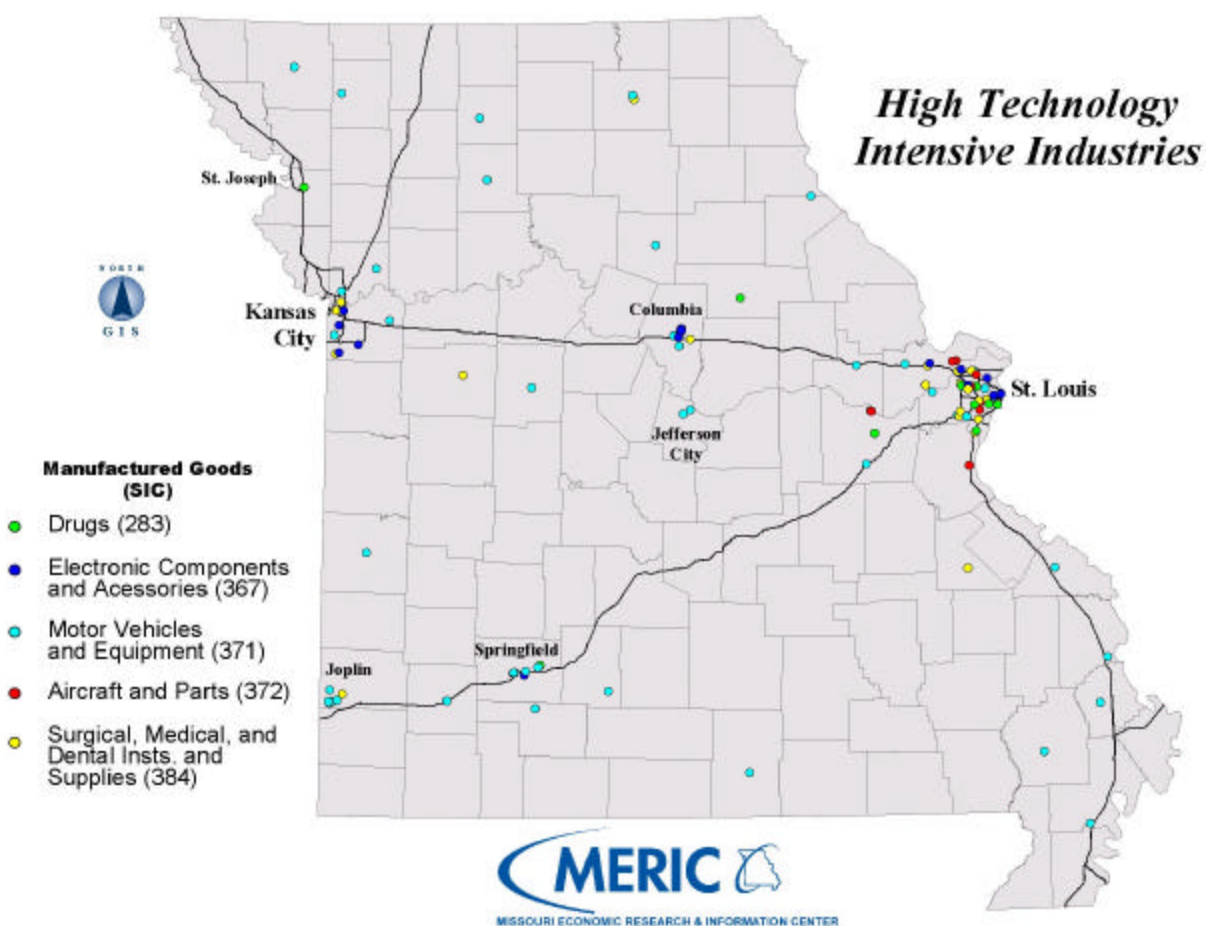 High Technology
Intensive Industries
St. Joseph
NORTH
GIS
Kansas
City
Columbia
St. Louis
Jefferson
City
Manufactured Goods
(SIC)
Drugs (283)
Electronic Components
and Acessories (367)
Motor Vehicles
and Equipment (371)
Aircraft and Parts (372)
Surgical, Medical, and
Dental Insts. and
Supplies (384)
Springfield
Joplin
MERIC
MISSOURI ECONOMIC RESEARCH & INFORMATION CENTER